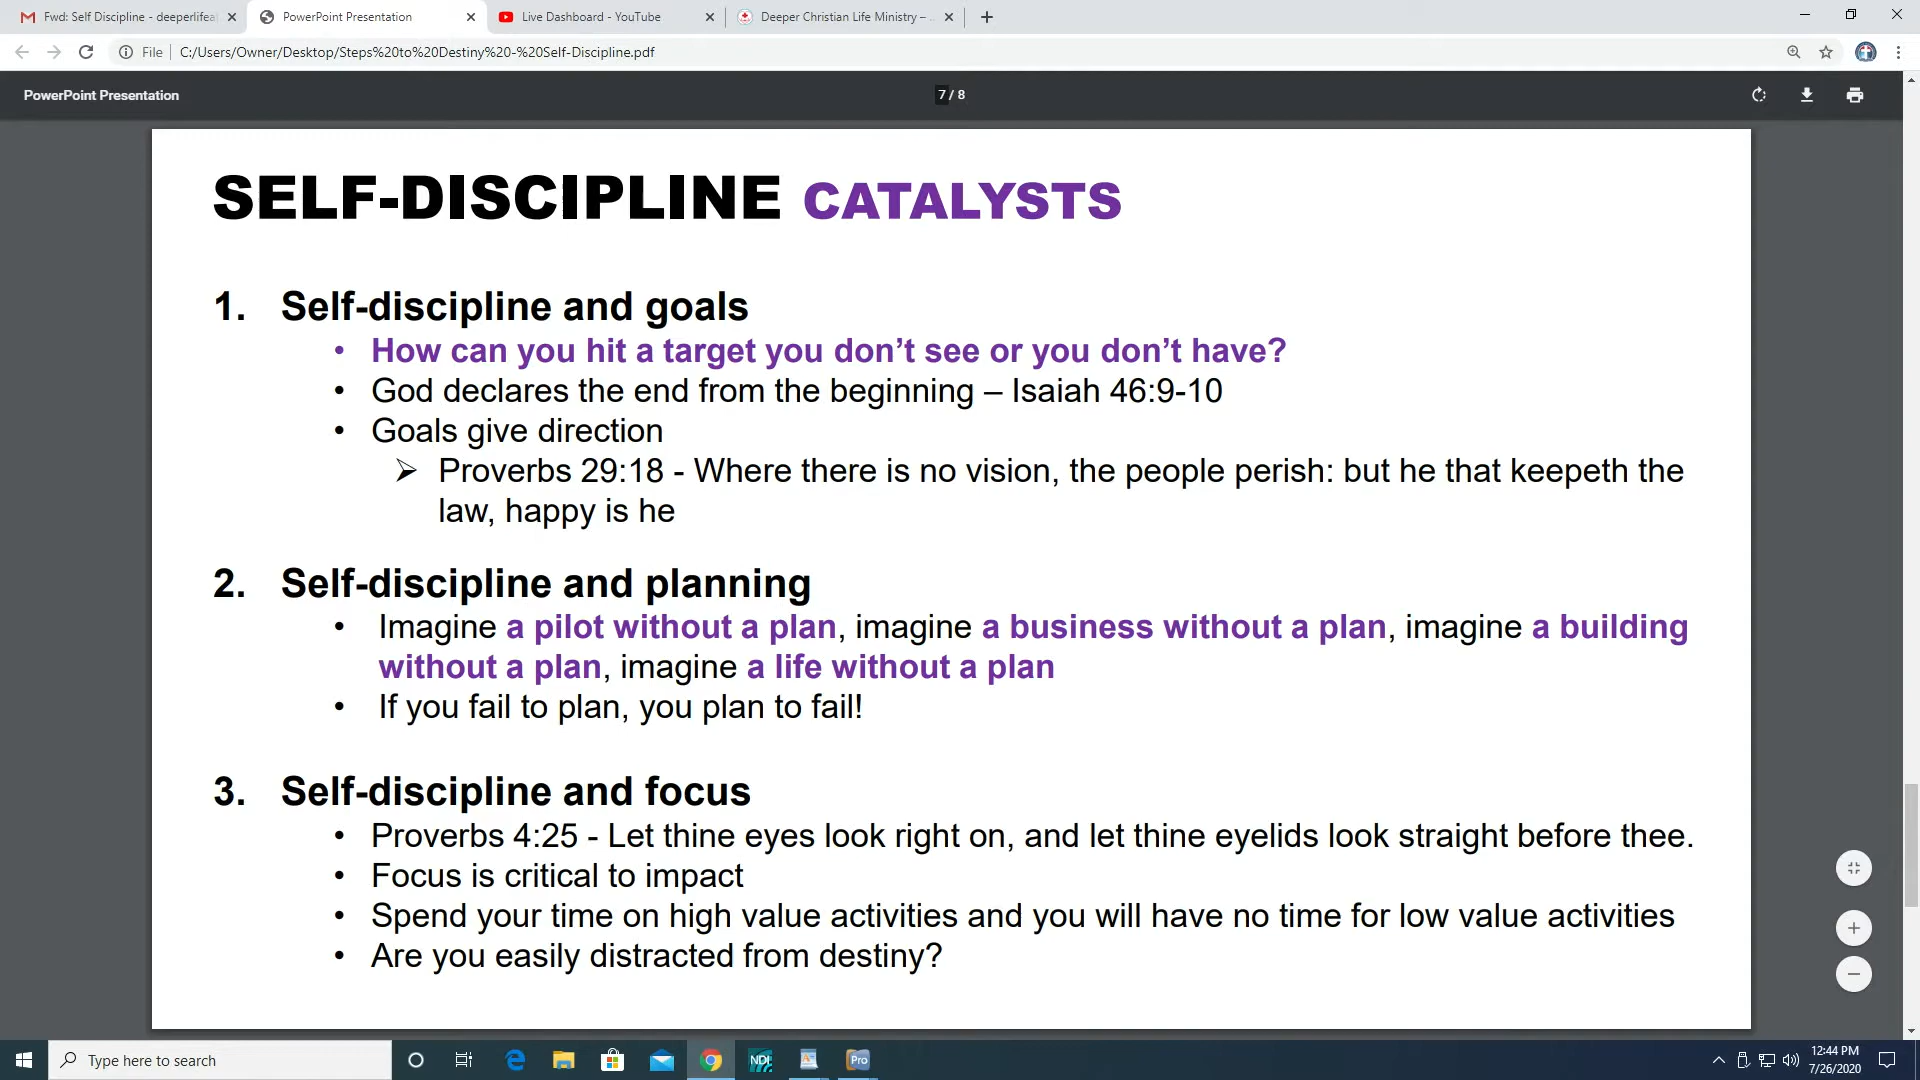 Fwd: Self Discipline - deeperlifea
PowerPoint Presentation
Live Dashboard - YouTube
Deeper Christian Life Ministry –
File
C:/Users/Owner/Desktop/Steps%20to%20Destiny%20-%20Self-Discipline.pdf
PowerPoint Presentation
7 / 8
SELF-DISCIPLINE CATALYSTS
1. Self-discipline and goals
• How can you hit a target you don’t see or you don’t have?
• God declares the end from the beginning – Isaiah 46:9-10
• Goals give direction
➢ Proverbs 29:18 - Where there is no vision, the people perish: but he that keepeth the
law, happy is he
2. Self-discipline and planning
• Imagine a pilot without a plan, imagine a business without a plan, imagine a building
without a plan, imagine a life without a plan
• If you fail to plan, you plan to fail!
3. Self-discipline and focus
• Proverbs 4:25 - Let thine eyes look right on, and let thine eyelids look straight before thee.
• Focus is critical to impact
• Spend your time on high value activities and you will have no time for low value activities
• Are you easily distracted from destiny?
Type here to search
NDI
Pro
12:44 PM
7/26/2020